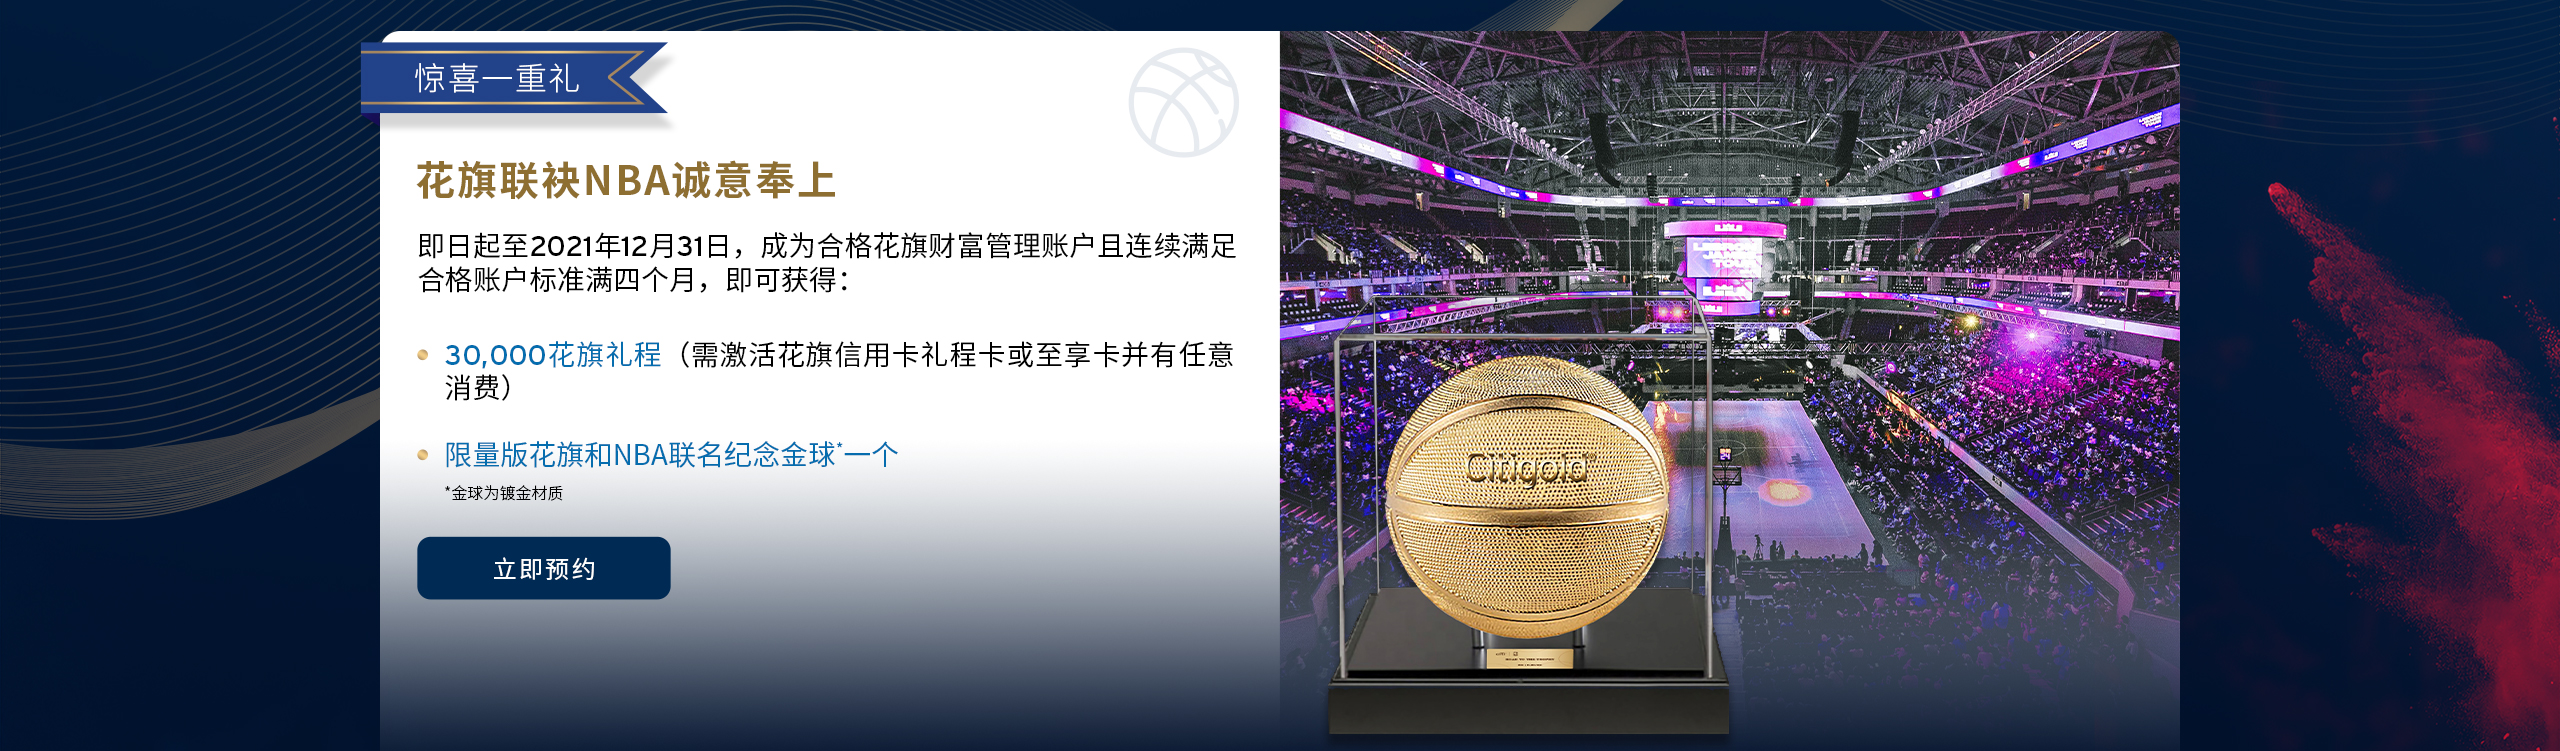 惊喜一重礼
花旗联袂NBA诚意奉上
即日起至2021年12月31日，成为合格花旗财富管理账户且连续满足
合格账户标准满四个月，即可获得：
30,000花旗礼程（需激活花旗信用卡礼程卡或至享卡并有任意
消费）
限量版花旗和NBA联名纪念金球*一个
*金球为镀金材质
立即预约
Citigold®